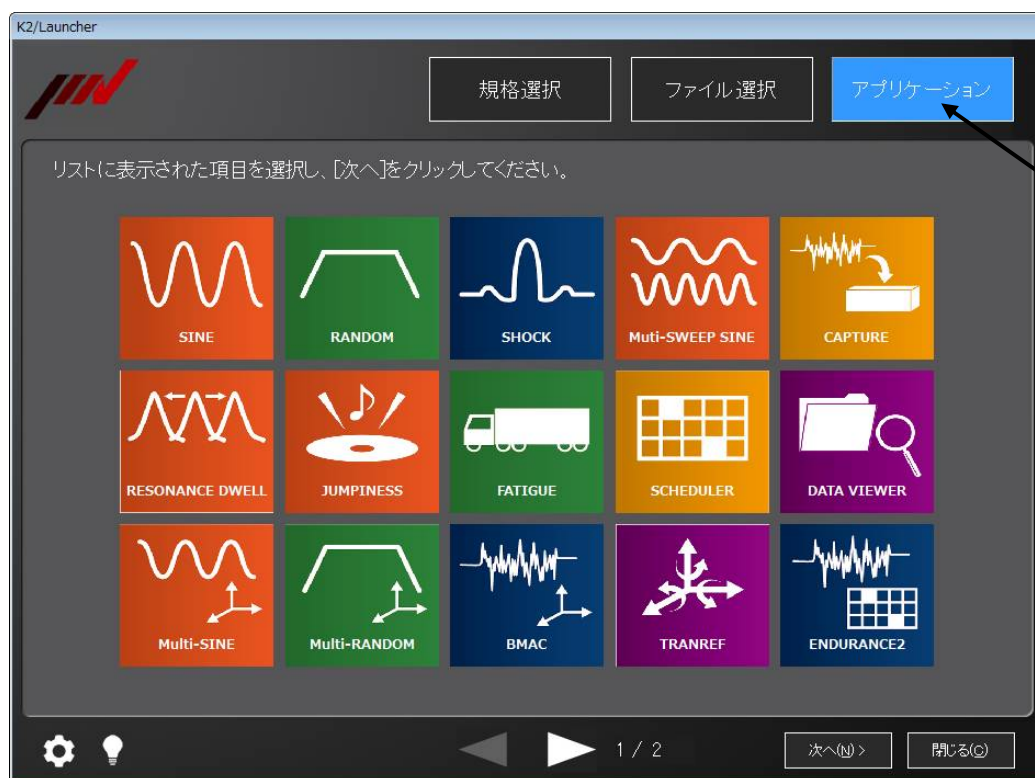 K2/Launcher
規格選択
ファイル選択
アプリケーション
リストに表示された項目を選択し、[次へ]をクリックしてください。
SINE
RANDOM
SHOCK
Muti-SWEEP SINE
CAPTURE
RESONANCE DWELL
JUMPINESS
FATIGUE
SCHEDULER
DATA VIEWER
Multi-SINE
Multi-RANDOM
BMAC
TRANREF
ENDURANCE2
1 / 2
次へ(N) >
閉じる(C)